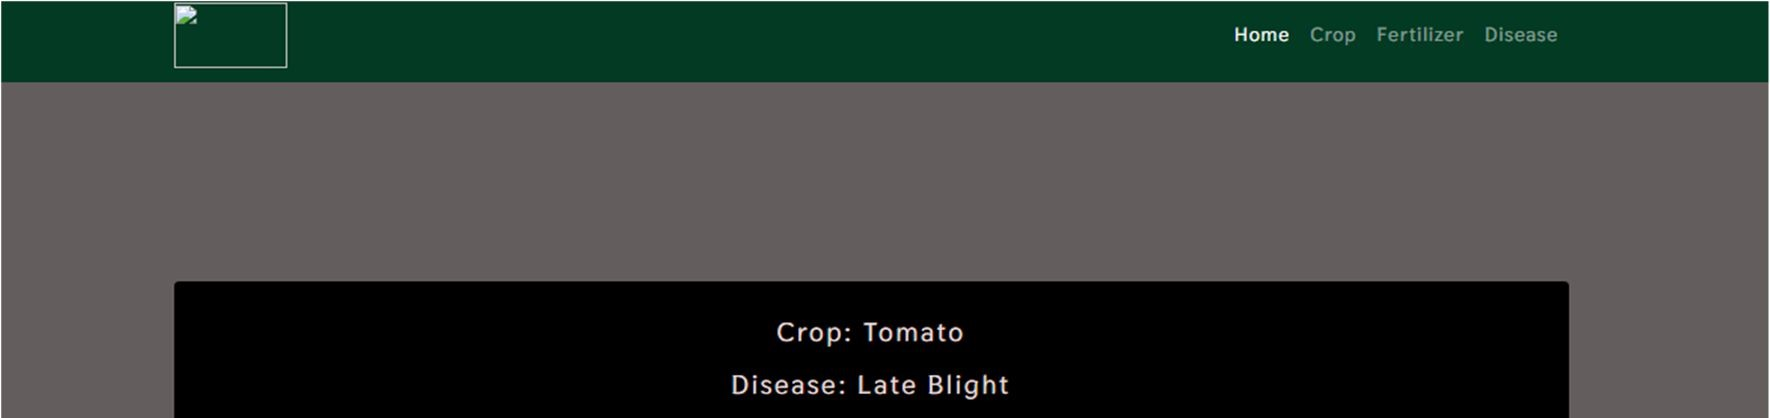 Home Crop Fertilizer Disease
Crop: Tomato
Disease: Late Blight